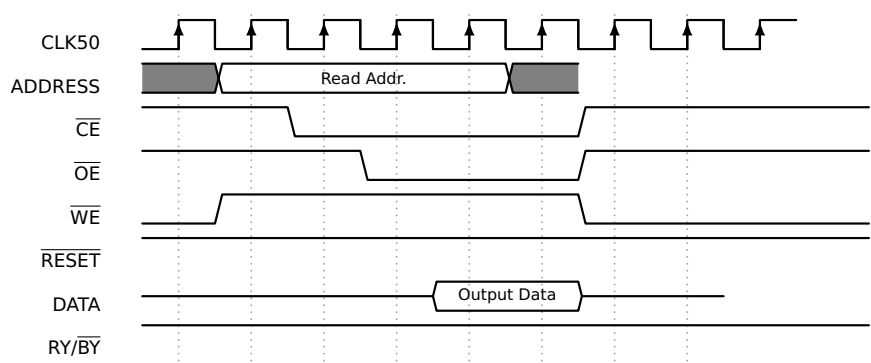 CLK50
ADDRESS
Read Addr.
CE
OE
WE
RESET
DATA
Output Data
RY/BY